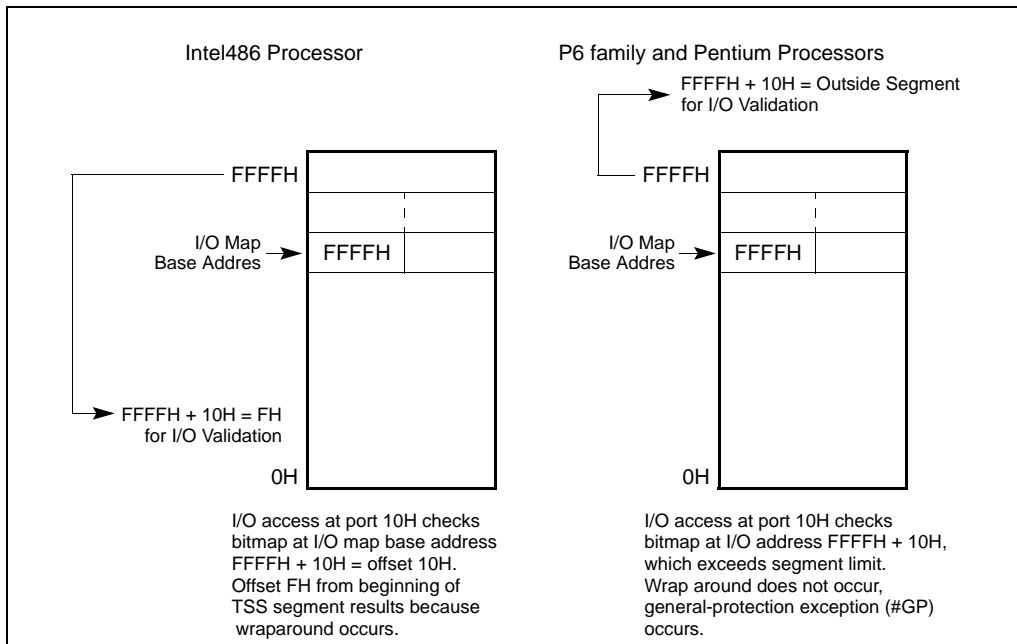 Intel486 Processor
FFFFH
I/O Map
Base Addres
FFFFH
FFFFH + 10H = FH
for I/O Validation
0H
I/O access at port 10H checks
bitmap at I/O map base address
FFFFH + 10H = offset 10H.
Offset FH from beginning of
TSS segment results because
wraparound occurs.
P6 family and Pentium Processors
FFFFH + 10H = Outside Segment
for I/O Validation
FFFFH
I/O Map
Base Addres
FFFFH
0H
I/O access at port 10H checks
bitmap at I/O address FFFFH + 10H,
which exceeds segment limit.
Wrap around does not occur,
general-protection exception (#GP)
occurs.